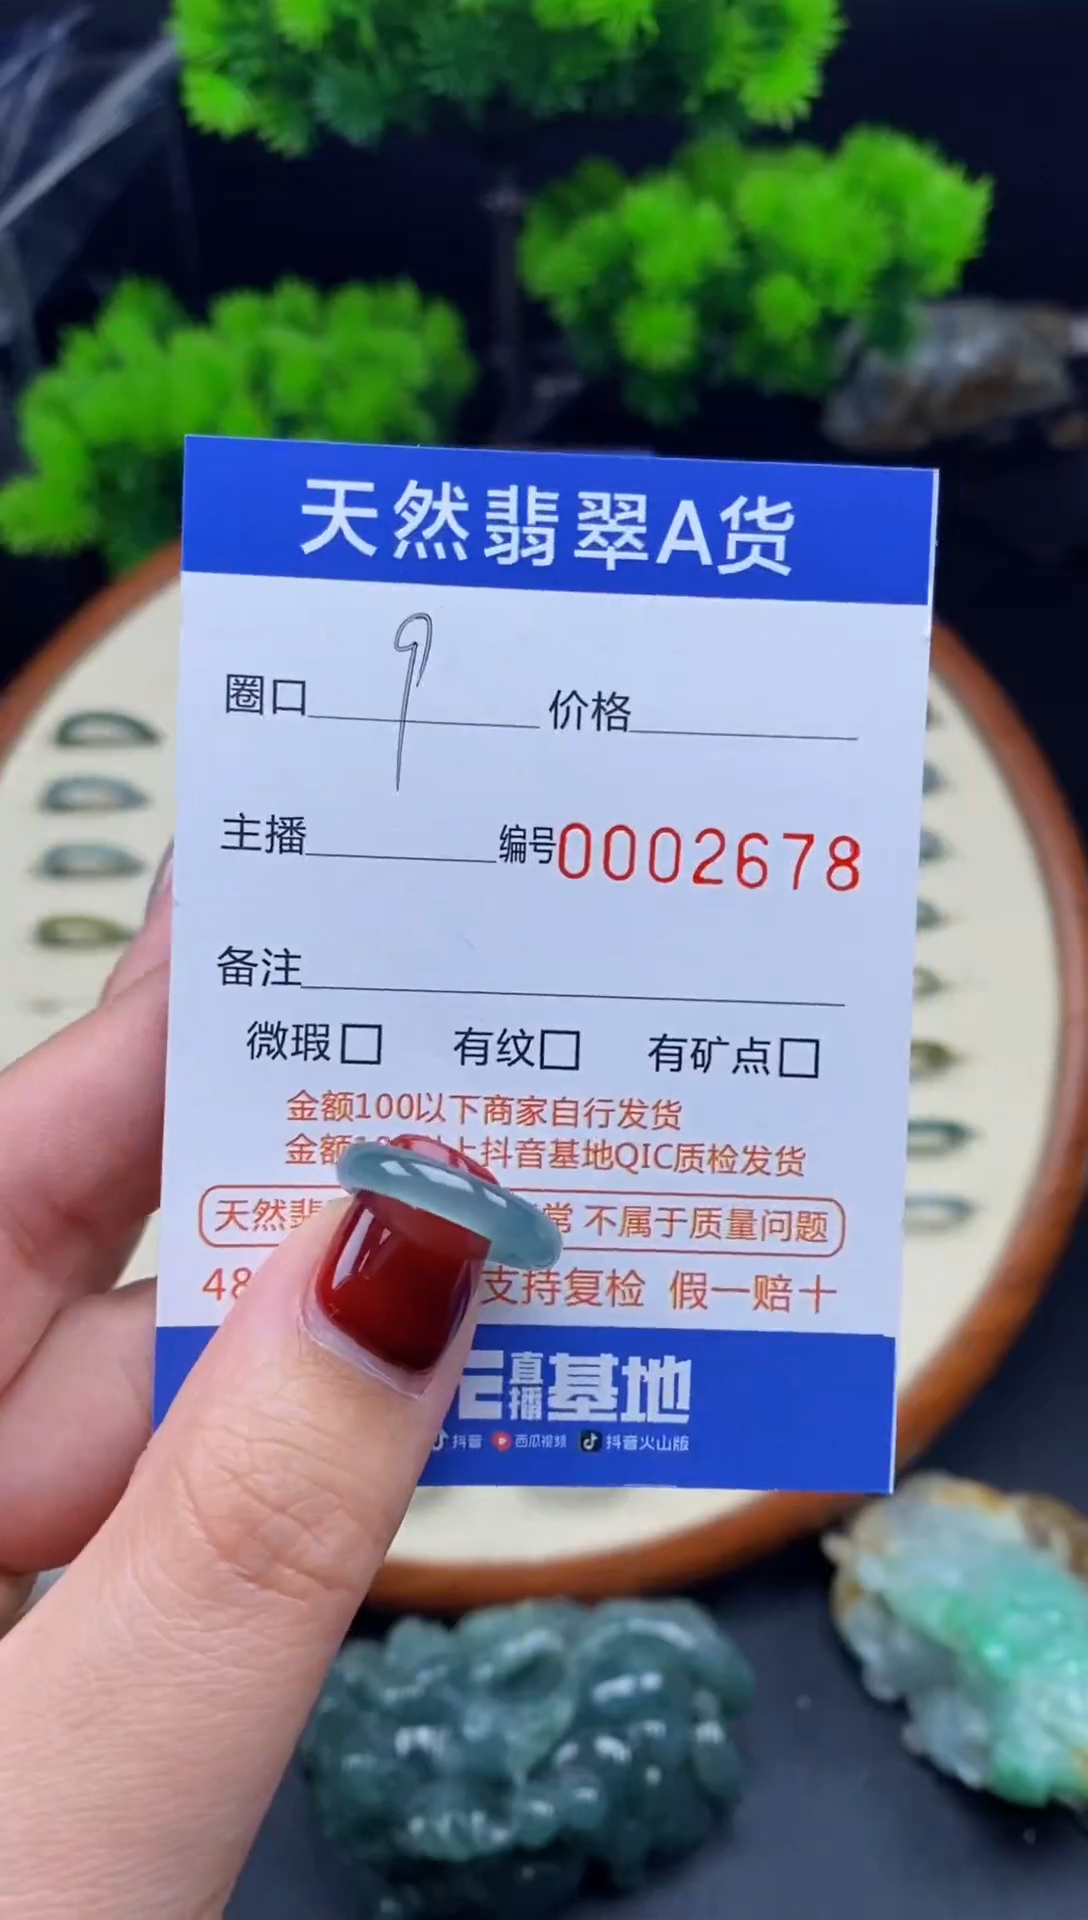 天然翡翠A货
圈口 9 价格
主播 编号0002678
备注
微瑕□ 有纹□ 有矿点□
金额100以下商家自行发货
金额1 上抖音基地QIC质检发货
天然翡 常 不属于质量问题
48 支持复检 假一赔十
直播基地
抖音 西瓜视频 抖音火山版